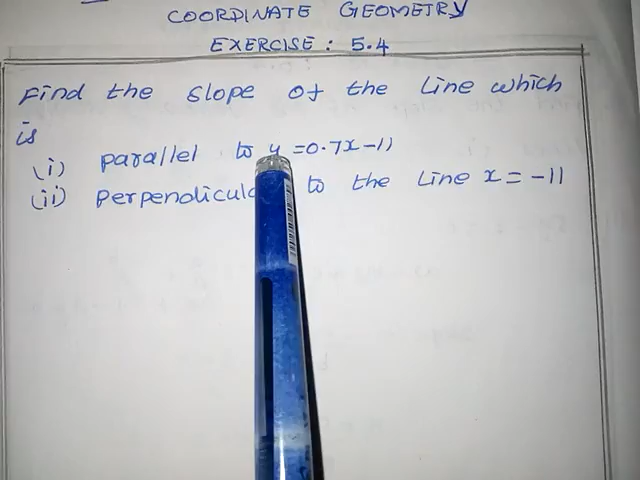 COORDINATE GEOMETRY
EXERCISE : 5.4
Find the slope of the line which
is
(i) parallel to y = 0.7x - 11
(ii) to the line x = -11